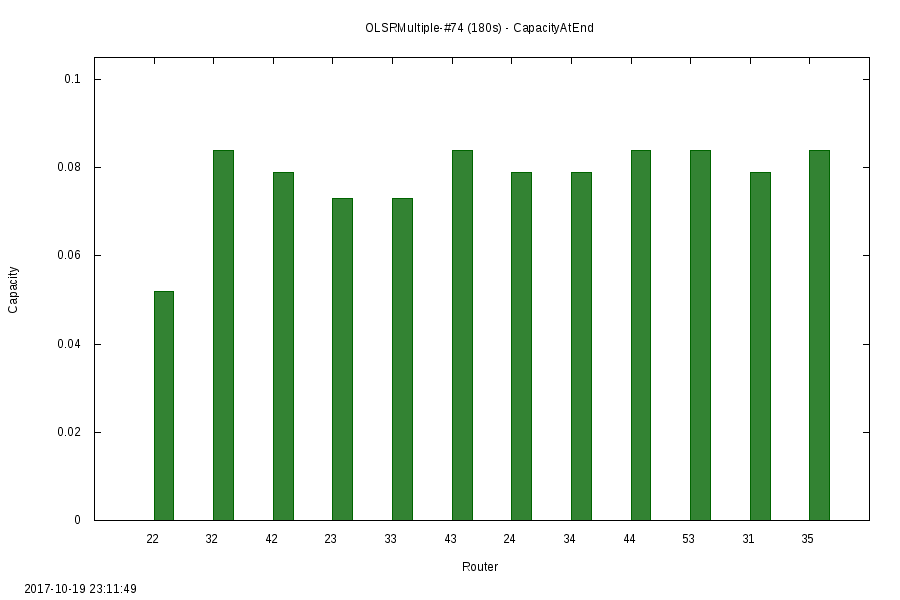 OLSRMultiple-#74 (180s) - CapacityAtEnd
0.1
0.08
0.06
0.04
0.02
0
Capacity
22 32 42 23 33 43 24 34 44 53 31 35
Router
2017-10-19 23:11:49